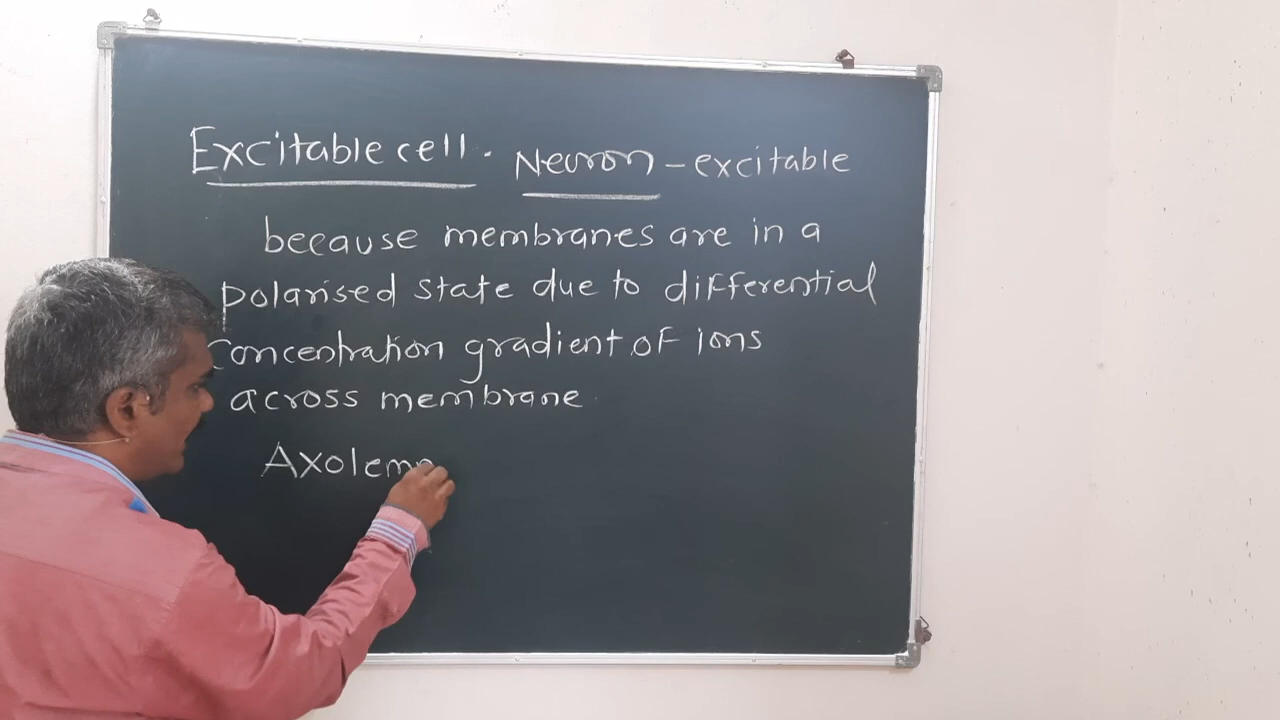 Excitable cell. Neuron - excitable
because membranes are in a
polarised state due to differential
concentration gradient of ions
across membrane
Axolem